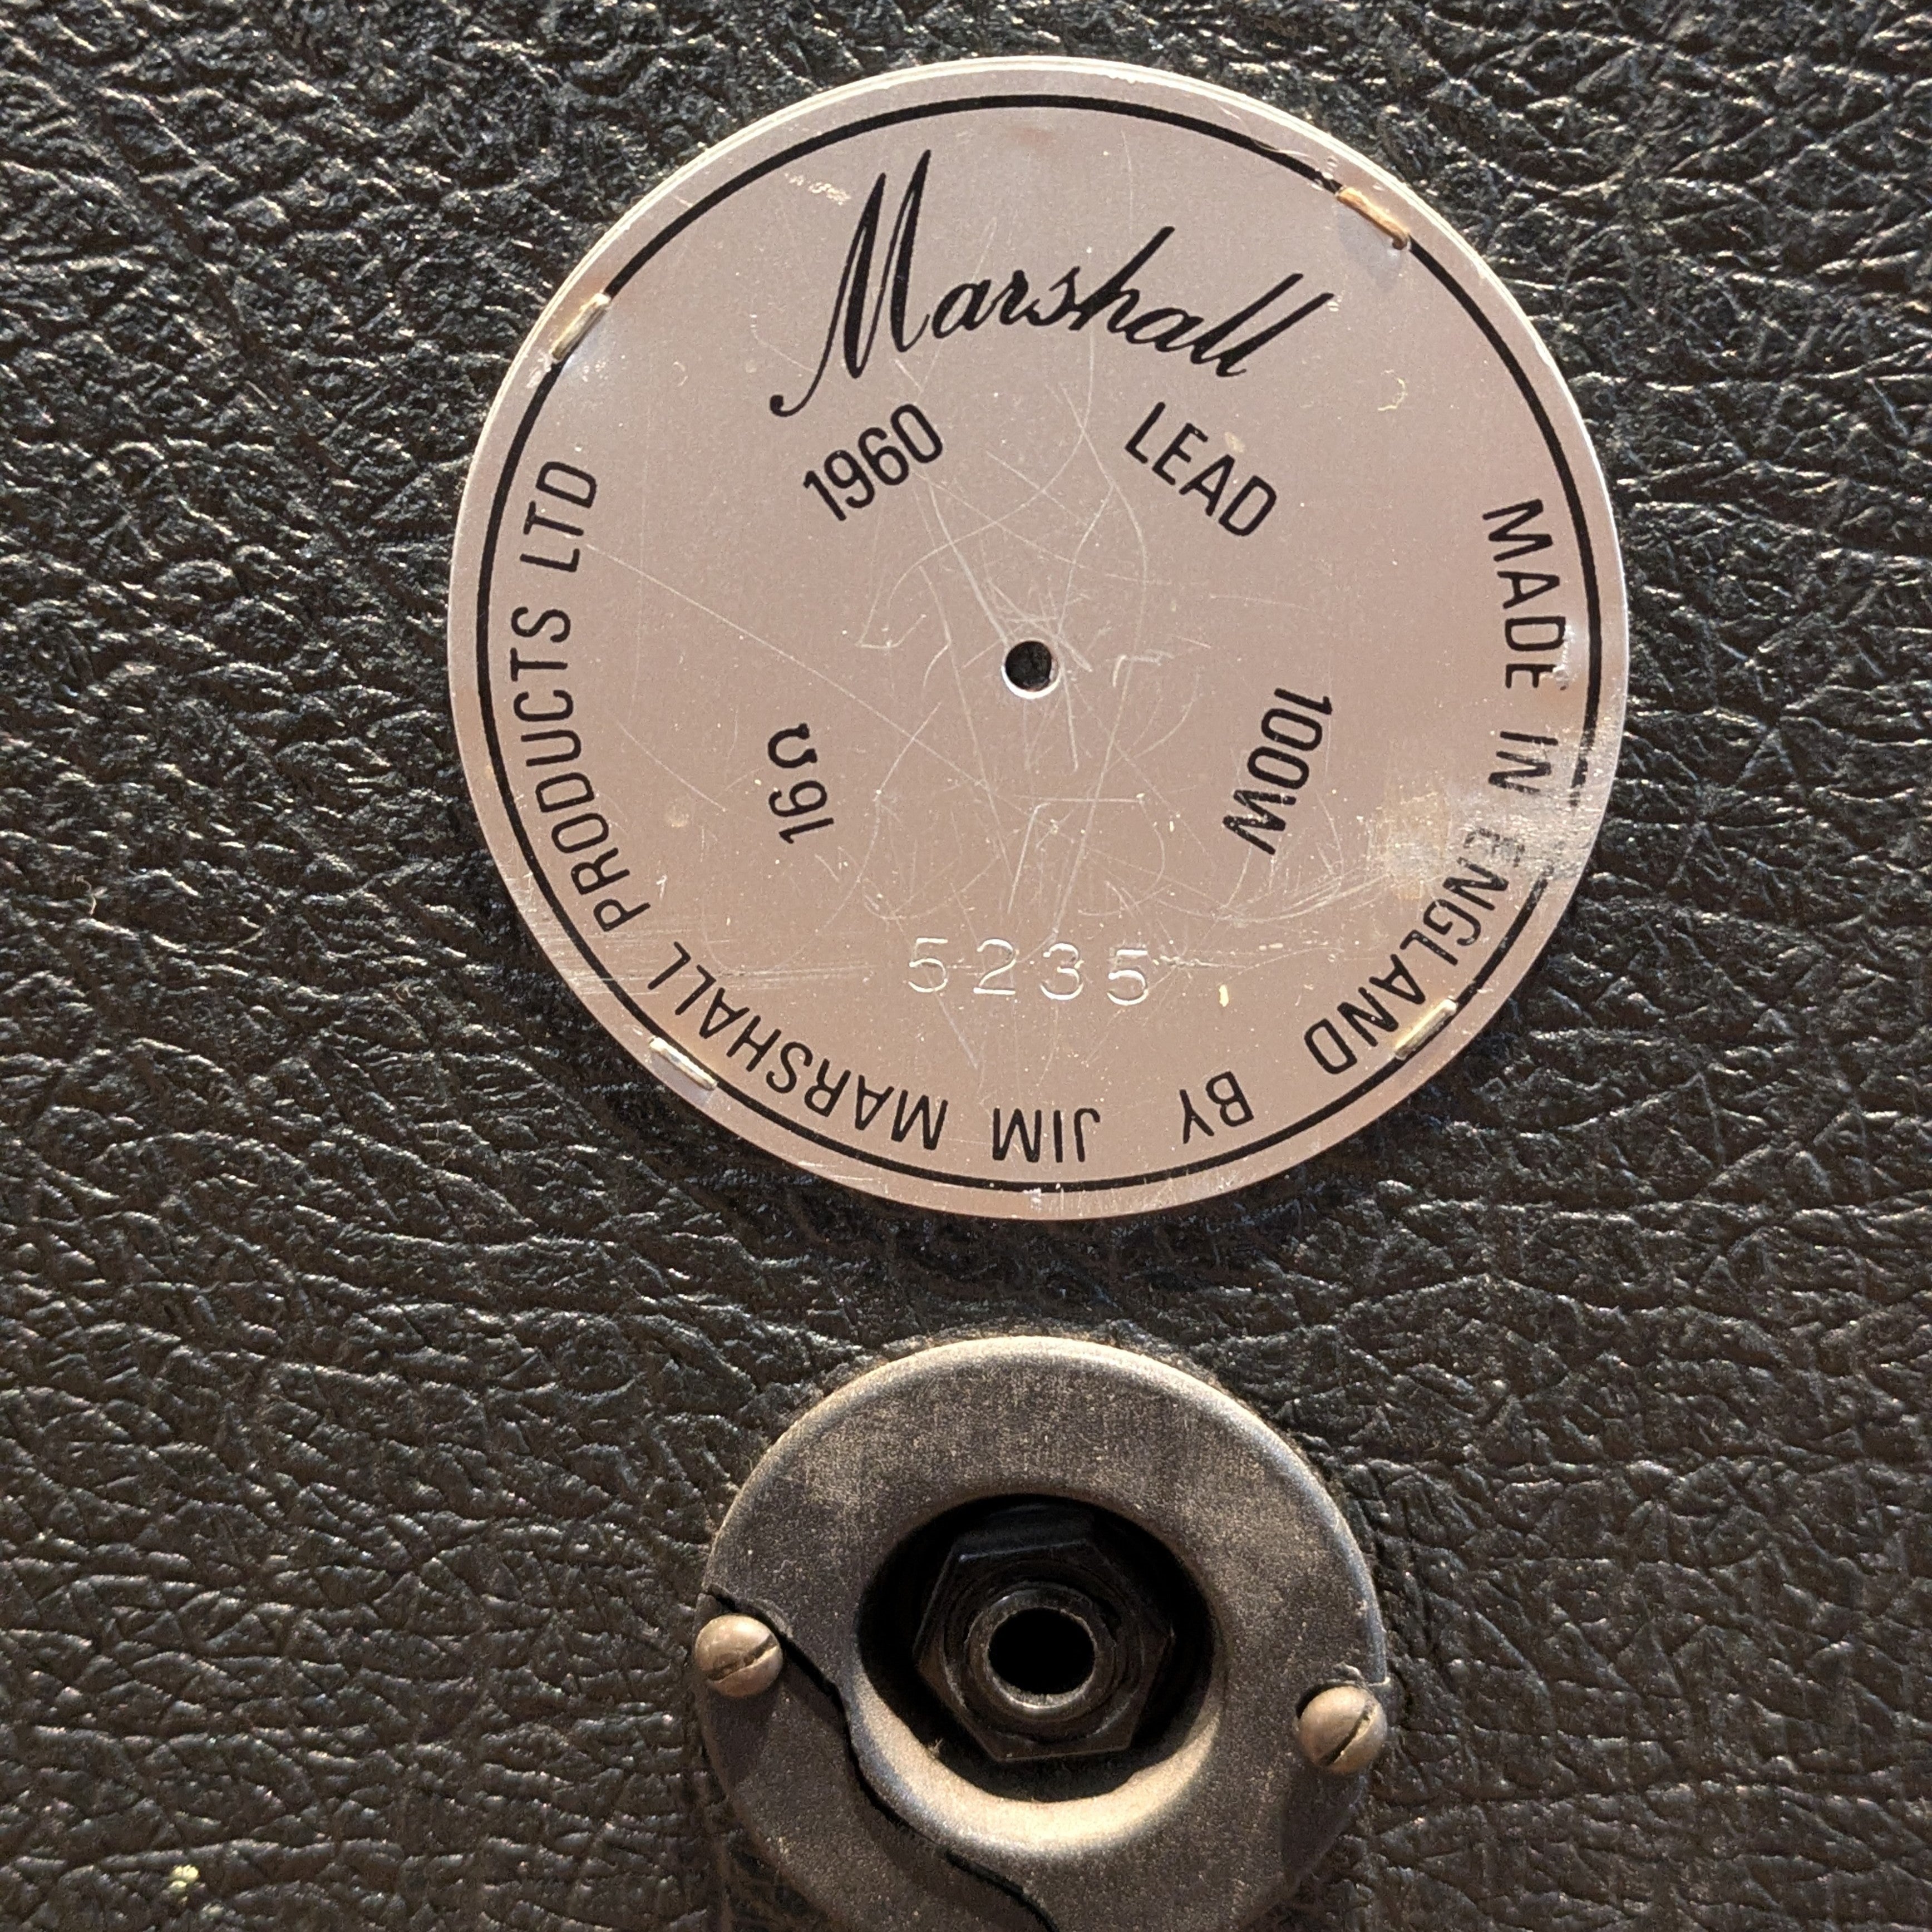 Marshall
1960 LEAD
16Ω 100W
5235
MADE IN ENGLAND BY JIM MARSHALL PRODUCTS LTD